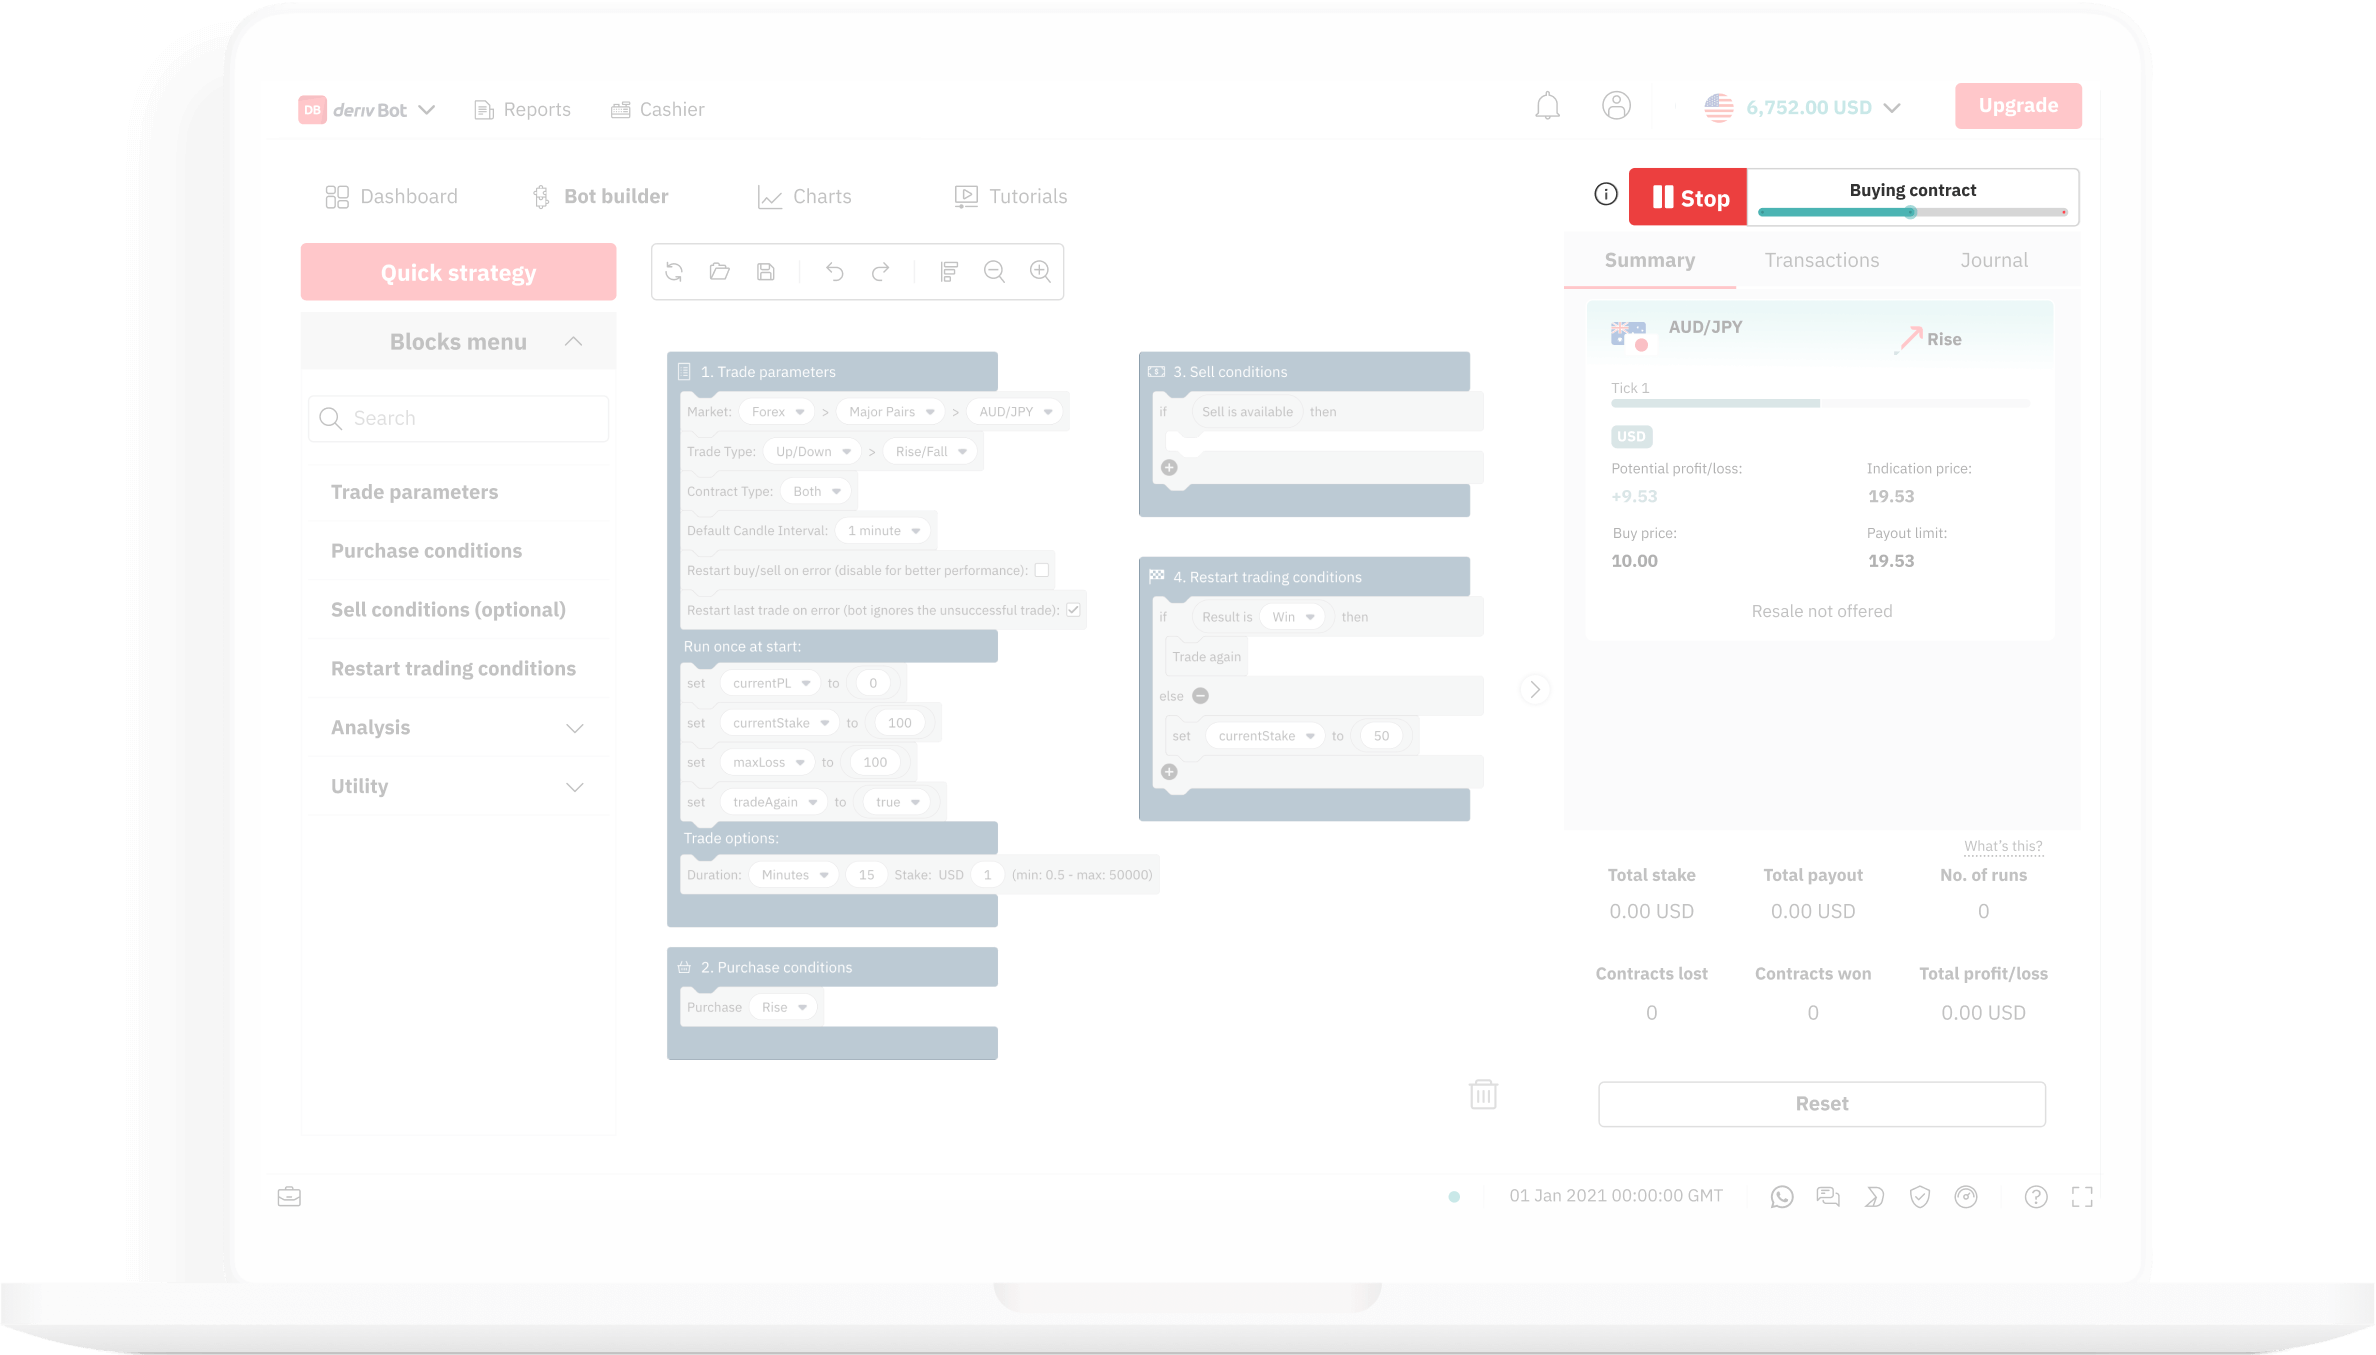 DB deriv Bot Reports Cashier 6,752.00 USD Upgrade
Dashboard Bot builder Charts Tutorials
Stop Buying contract
Quick strategy
Blocks menu
Search
Trade parameters
Purchase conditions
Sell conditions (optional)
Restart trading conditions
Analysis
Utility
1. Trade parameters
Market: Forex > Major Pairs > AUD/JPY
Trade Type: Up/Down > Rise/Fall
Contract Type: Both
Default Candle Interval: 1 minute
Restart buy/sell on error (disable for better performance):
Restart last trade on error (bot ignores the unsuccessful trade):
Run once at start:
set currentPL to 0
set currentStake to 100
set maxLoss to 100
set tradeAgain to true
Trade options:
Duration: Minutes 15 Stake: USD 1 (min: 0.5 - max: 50000)
2. Purchase conditions
Purchase Rise
3. Sell conditions
if Sell is available then
4. Restart trading conditions
if Result is Win then
Trade again
else
set currentStake to 50
Summary Transactions Journal
AUD/JPY Rise
Tick 1
USD
Potential profit/loss: Indication price:
+9.53 19.53
Buy price: Payout limit:
10.00 19.53
Resale not offered
What's this?
Total stake Total payout No. of runs
0.00 USD 0.00 USD 0
Contracts lost Contracts won Total profit/loss
0 0 0.00 USD
Reset
01 Jan 2021 00:00:00 GMT